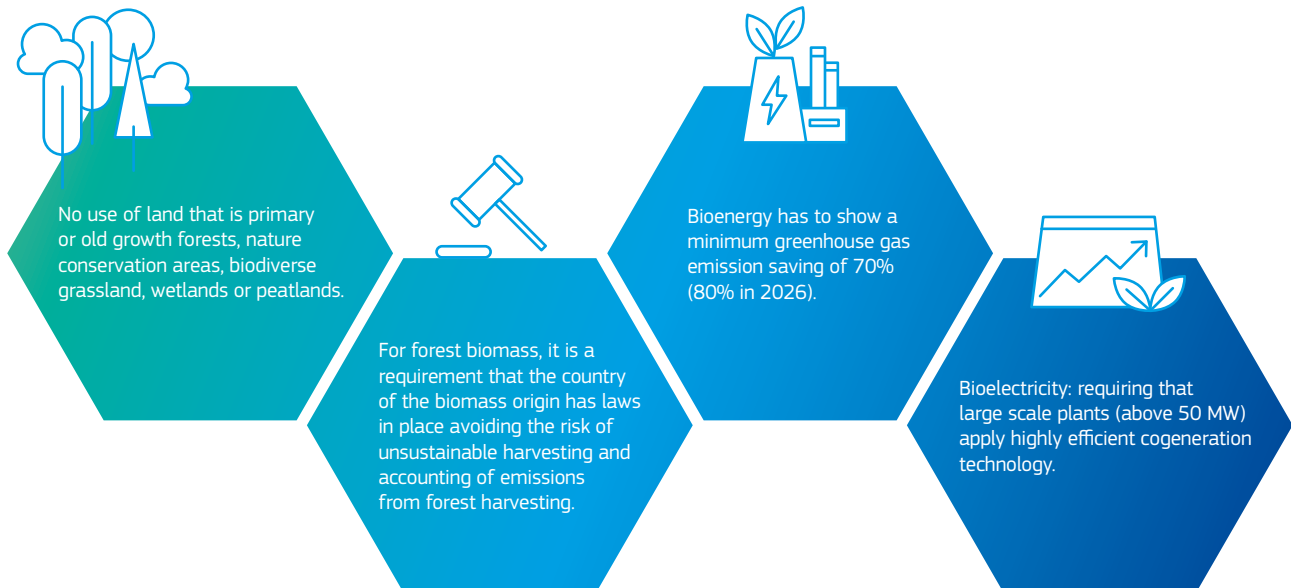 No use of land that is primary
or old growth forests, nature
conservation areas, biodiverse
grassland, wetlands or peatlands.
For forest biomass, it is a
requirement that the country
of the biomass origin has laws
in place avoiding the risk of
unsustainable harvesting and
accounting of emissions
from forest harvesting.
Bioenergy has to show a
minimum greenhouse gas
emission saving of 70%
(80% in 2026).
Bioelectricity: requiring that
large scale plants (above 50 MW)
apply highly efficient cogeneration
technology.